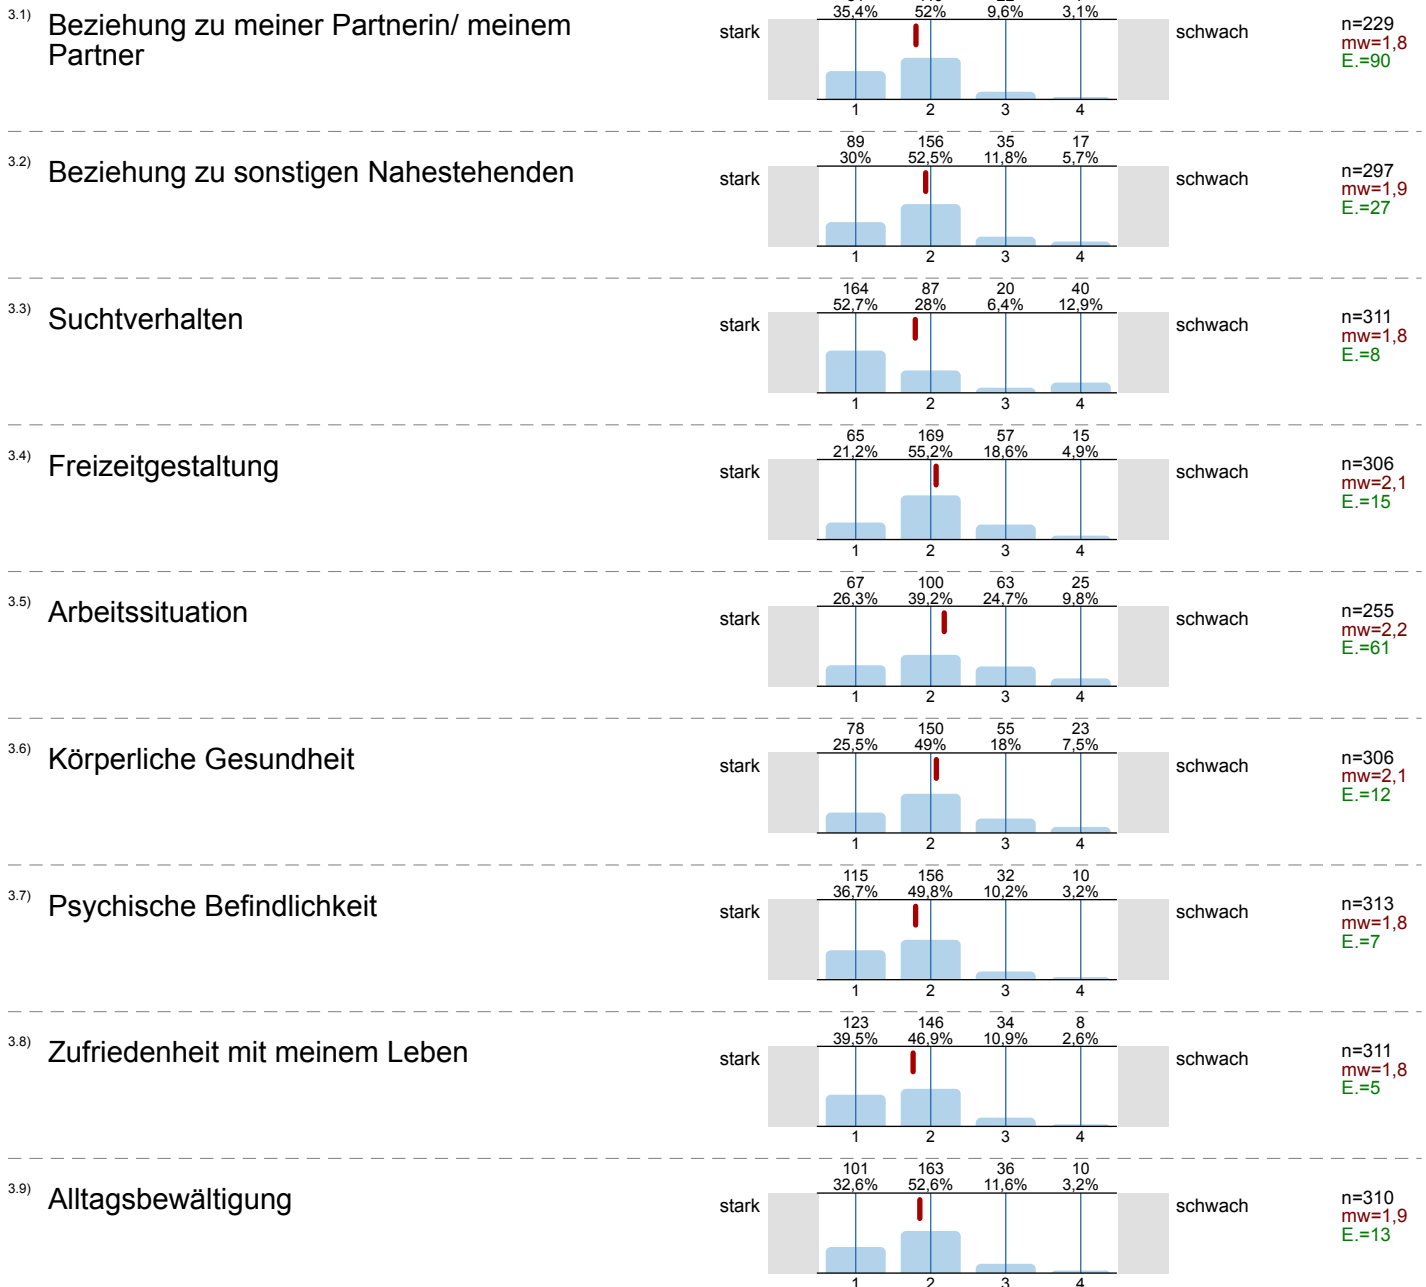 3.1) Beziehung zu meiner Partnerin/ meinem
Partner
35,4% 52% 9,6% 3,1%
stark schwach
n=229
mw=1,8
E.=90
1 2 3 4
3.2) Beziehung zu sonstigen Nahestehenden
89 156 35 17
30% 52,5% 11,8% 5,7%
stark schwach
n=297
mw=1,9
E.=27
1 2 3 4
3.3) Suchtverhalten
164 87 20 40
52,7% 28% 6,4% 12,9%
stark schwach
n=311
mw=1,8
E.=8
1 2 3 4
3.4) Freizeitgestaltung
65 169 57 15
21,2% 55,2% 18,6% 4,9%
stark schwach
n=306
mw=2,1
E.=15
1 2 3 4
3.5) Arbeitssituation
67 100 63 25
26,3% 39,2% 24,7% 9,8%
stark schwach
n=255
mw=2,2
E.=61
1 2 3 4
3.6) Körperliche Gesundheit
78 150 55 23
25,5% 49% 18% 7,5%
stark schwach
n=306
mw=2,1
E.=12
1 2 3 4
3.7) Psychische Befindlichkeit
115 156 32 10
36,7% 49,8% 10,2% 3,2%
stark schwach
n=313
mw=1,8
E.=7
1 2 3 4
3.8) Zufriedenheit mit meinem Leben
123 146 34 8
39,5% 46,9% 10,9% 2,6%
stark schwach
n=311
mw=1,8
E.=5
1 2 3 4
3.9) Alltagsbewältigung
101 163 36 10
32,6% 52,6% 11,6% 3,2%
stark schwach
n=310
mw=1,9
E.=13
1 2 3 4